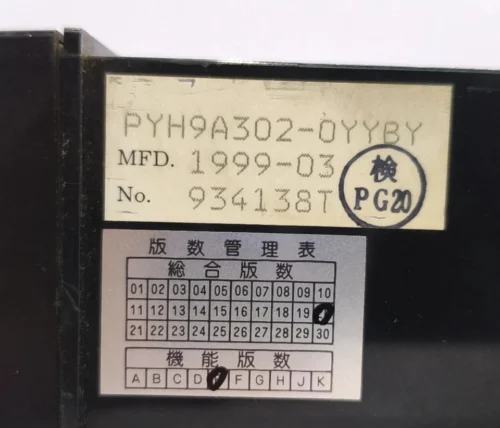 PYH9A302-0YYBY
MFD. 1999-03
No. 934138T
検
PG20
版数管理表
総合版数
01 02 03 04 05 06 07 08 09 10
11 12 13 14 15 16 17 18 19
21 22 23 24 25 26 27 28 29 30
機能版数
A B C D F G H J K